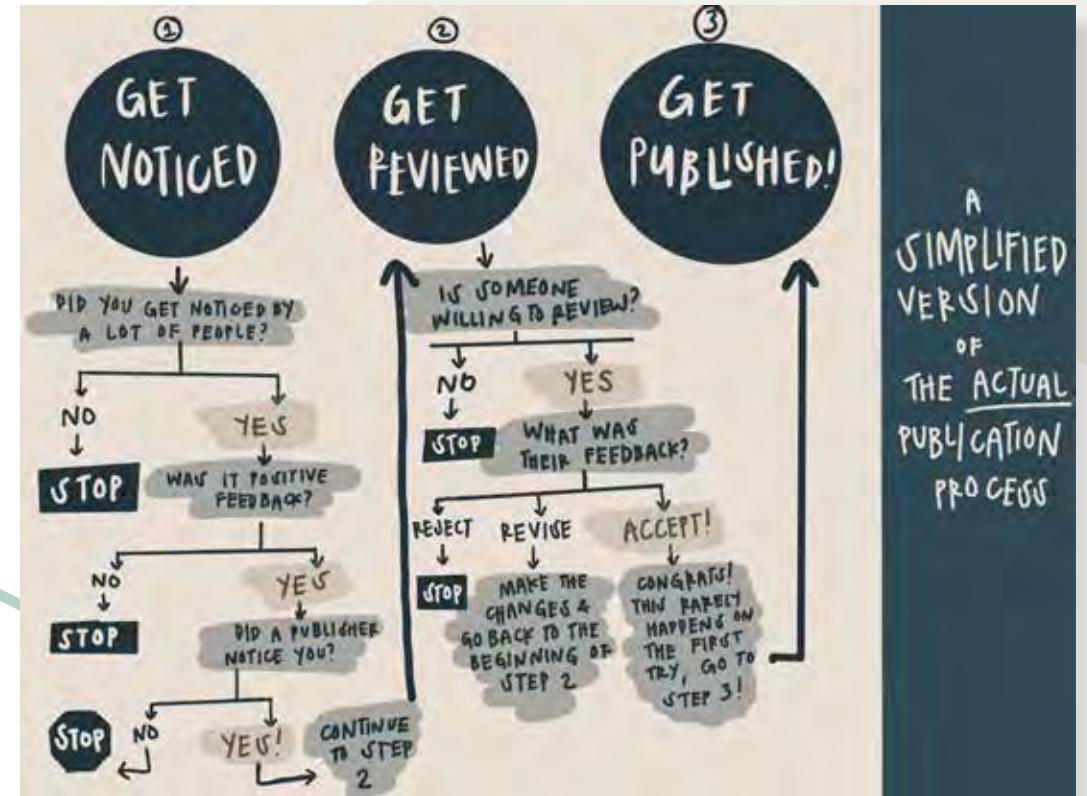 ①
GET
NOTICED
DID YOU GET NOTICED BY
A LOT OF PEOPLE?
NO
STOP
YES
WAS IT POSITIVE
FEEDBACK?
NO
STOP
YES
DID A PUBLISHER
NOTICE YOU?
NO
STOP
YES!
CONTINUE
TO STEP
2
②
GET
REVIEWED
IS SOMEONE
WILLING TO REVIEW?
NO
STOP
YES
WHAT WAS
THEIR FEEDBACK?
REJECT
STOP
REVISE
MAKE THE
CHANGES &
GO BACK TO THE
BEGINNING OF
STEP 2
ACCEPT!
CONGRATS!
THIS RARELY
HAPPENS ON
THE FIRST
TRY, GO TO
STEP 3!
③
GET
PUBLISHED!
A
SIMPLIFIED
VERSION
OF
THE ACTUAL
PUBLICATION
PROCESS